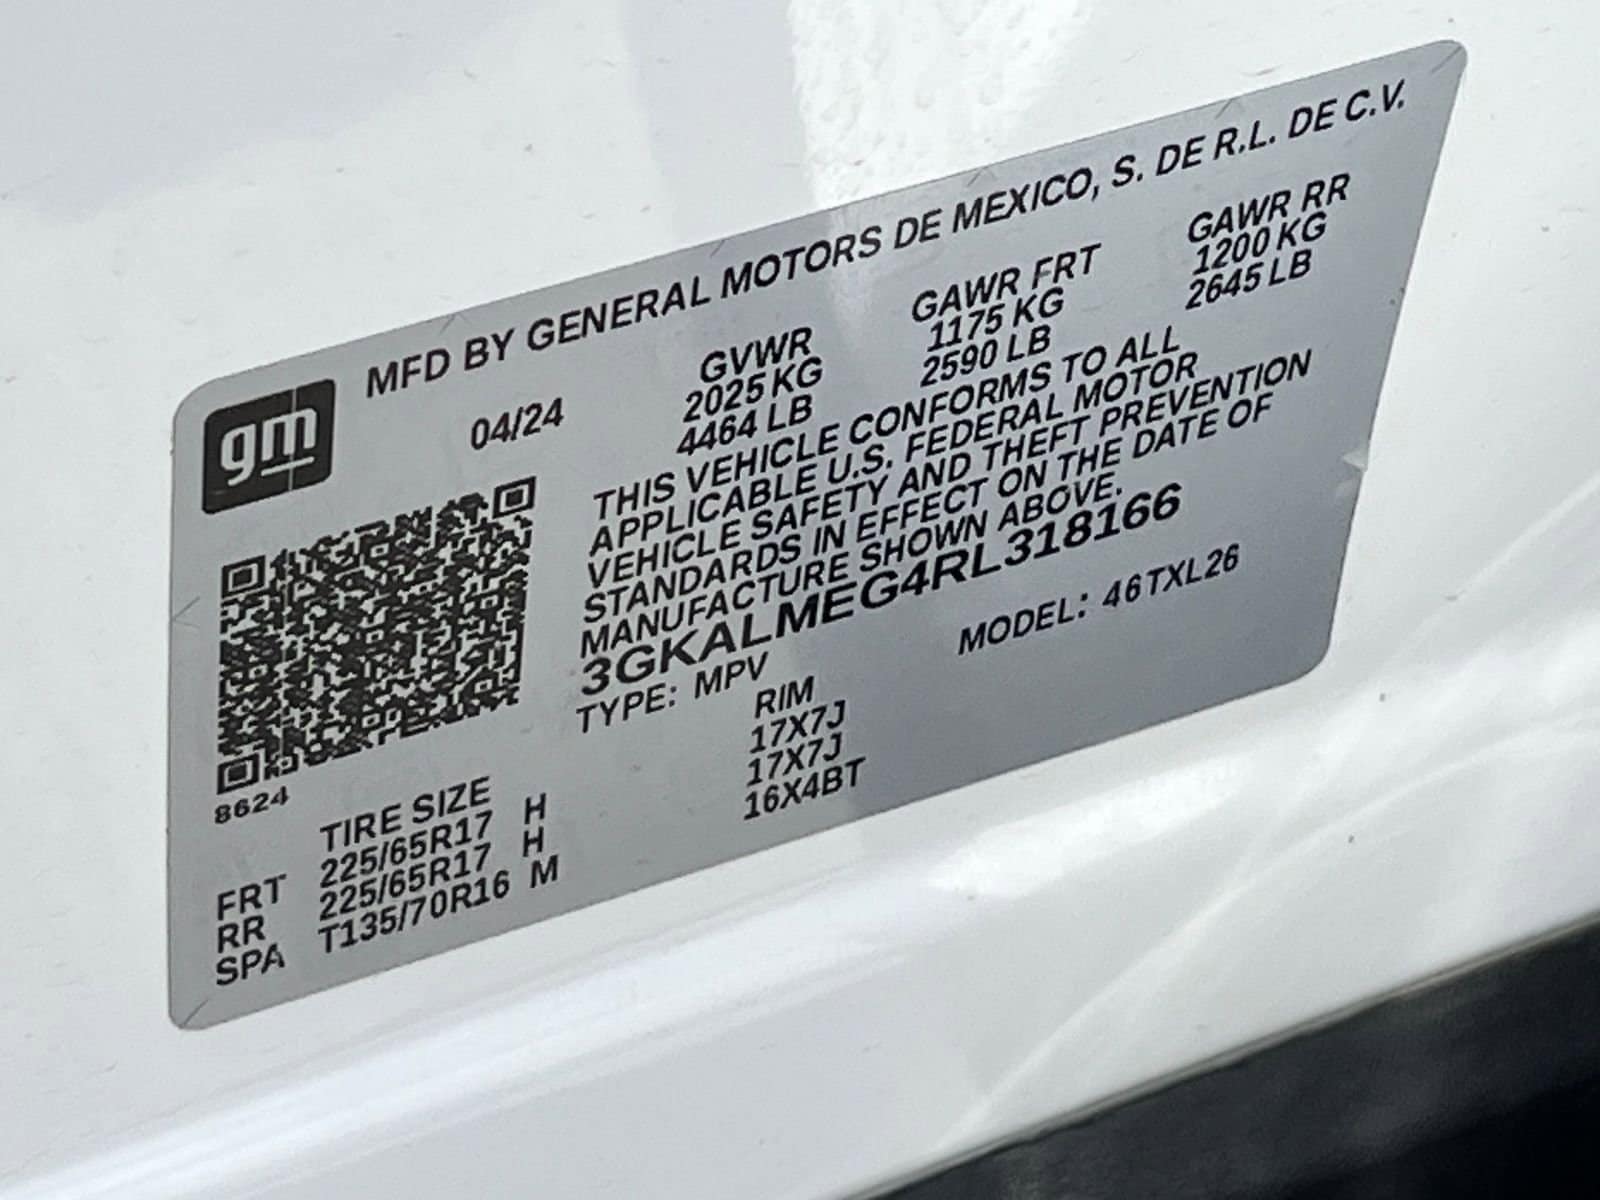 gm
MFD BY GENERAL MOTORS DE MEXICO, S. DE R.L. DE C.V.
04/24
GVWR GAWR FRT GAWR RR
2025 KG 1175 KG 1200 KG
4464 LB 2590 LB 2645 LB
THIS VEHICLE CONFORMS TO ALL
APPLICABLE U.S. FEDERAL MOTOR
VEHICLE SAFETY AND THEFT PREVENTION
STANDARDS IN EFFECT ON THE DATE OF
MANUFACTURE SHOWN ABOVE.
3GKALMEG4RL318166
TYPE: MPV MODEL: 46TXL26
8624
TIRE SIZE RIM
FRT 225/65R17 H 17X7J
RR 225/65R17 H 17X7J
SPA T135/70R16 M 16X4BT